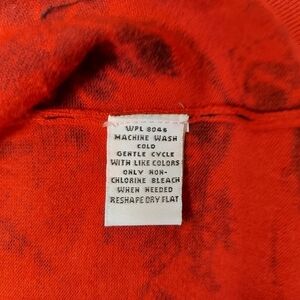 WPL 8046
MACHINE WASH
COLD
GENTLE CYCLE
WITH LIKE COLORS
ONLY NON-
CHLORINE BLEACH
WHEN NEEDED
RESHAPE DRY FLAT